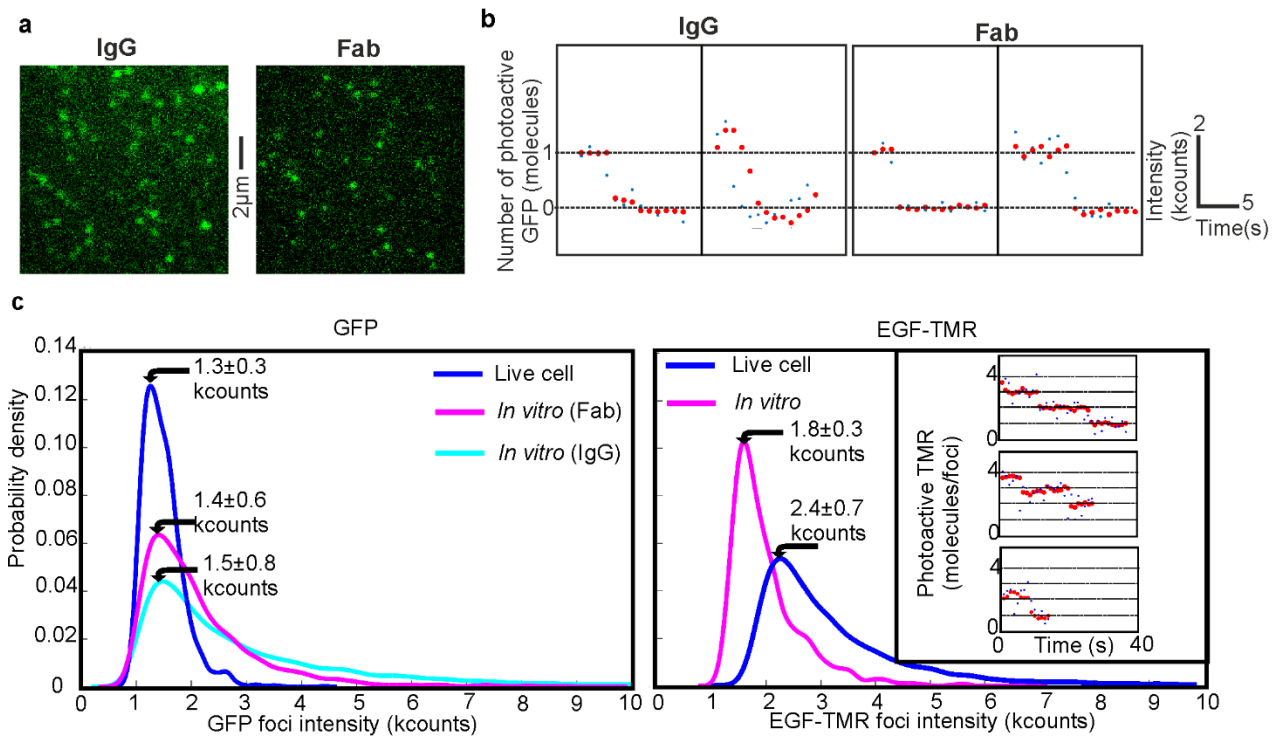 a
IgG
Fab
2µm
b
IgG
Fab
Number of photoactive
GFP (molecules)
1
0
Intensity
(kcounts)
2
5
Time(s)
c
GFP
Probability density
0.14
0.12
0.10
0.08
0.06
0.04
0.02
0
1.3±0.3
kcounts
1.4±0.6
kcounts
1.5±0.8
kcounts
Live cell
In vitro (Fab)
In vitro (IgG)
0 1 2 3 4 5 6 7 8 9 10
GFP foci intensity (kcounts)
EGF-TMR
Live cell
In vitro
1.8±0.3
kcounts
2.4±0.7
kcounts
Photoactive TMR
(molecules/foci)
4
0
4
0
4
0
0 Time (s) 40
0 1 2 3 4 5 6 7 8 9 10
EGF-TMR foci intensity (kcounts)